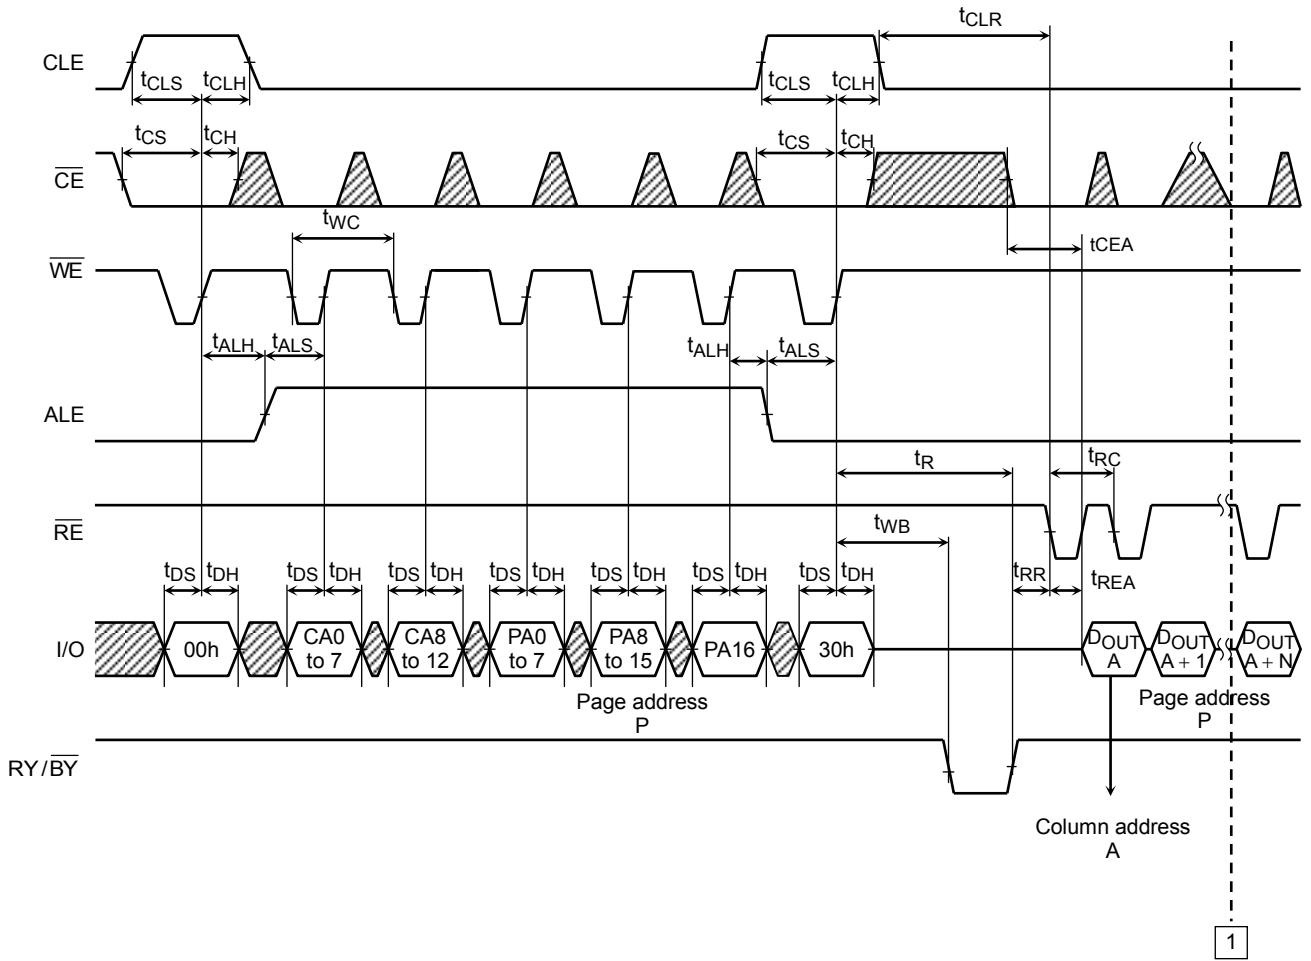 tCLR
CLE
tCLS
tCLH
tCLS
tCLH
tCS
tCH
tCS
tCH
CE
tWC
tCEA
WE
tALH
tALS
tALH
tALS
ALE
tR
tRC
RE
tWB
tDS
tDH
tDS
tDH
tDS
tDH
tDS
tDH
tDS
tDH
tDS
tDH
tDS
tDH
tRR
tREA
I/O
00h
CA0
to 7
CA8
to 12
PA0
to 7
PA8
to 15
PA16
30h
DOUT
A
DOUT
A + 1
DOUT
A + N
Page address
P
Page address
P
RY/BY
Column address
A
1